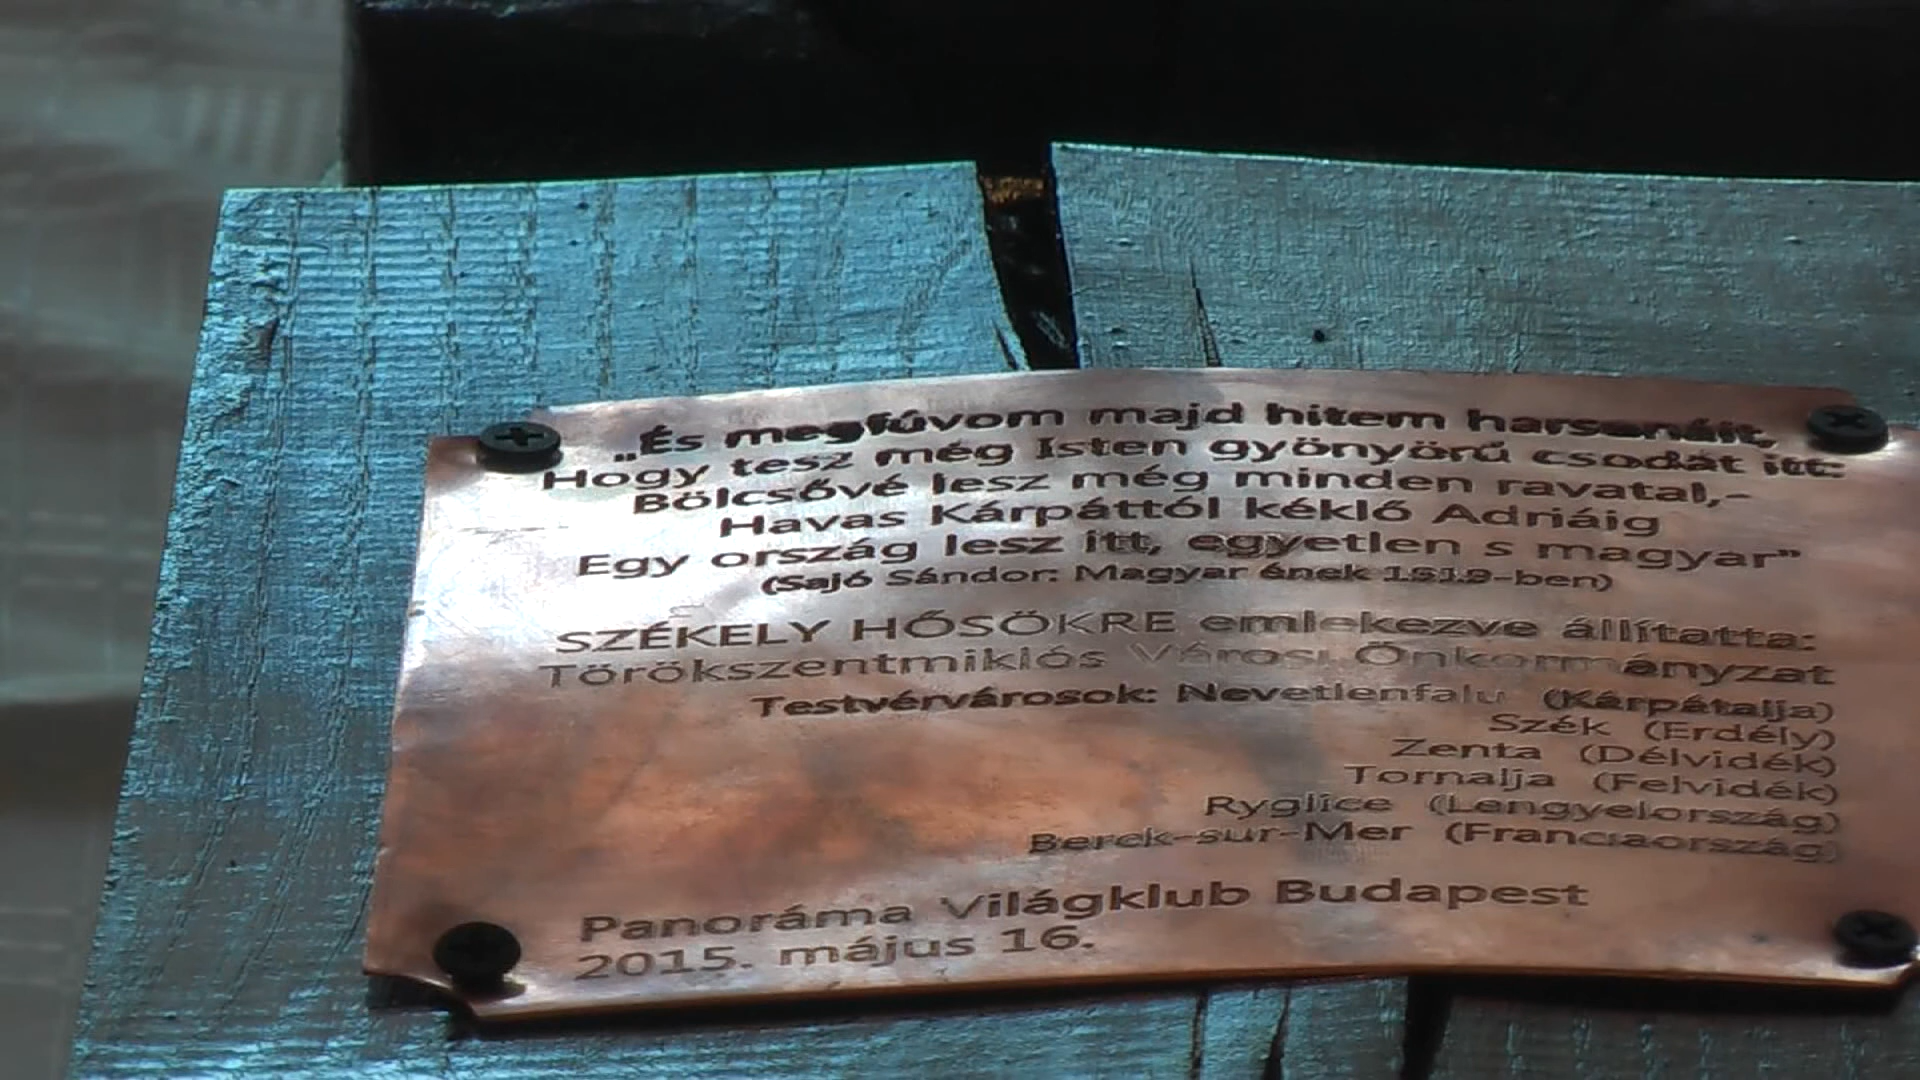 „És megfúvom majd hitem harsonáit,
Hogy tesz még Isten gyönyörű csodát itt:
Bölcsővé lesz még minden ravatal,-
Havas Kárpáttól kéklő Adriáig
Egy ország lesz itt, egyetlen s magyar”
(Sajó Sándor: Magyar ének 1919-ben)
SZÉKELY HŐSÖKRE emlekezve állítatta:
Törökszentmiklós Városi Önkormányzat
Testvérvárosok: Nevetlenfalu (Kárpátalja)
Szék (Erdély)
Zenta (Délvidék)
Tornalja (Felvidék)
Ryglice (Lengyelország)
Berck-sur-Mer (Franciaország)
Panoráma Világklub Budapest
2015. május 16.